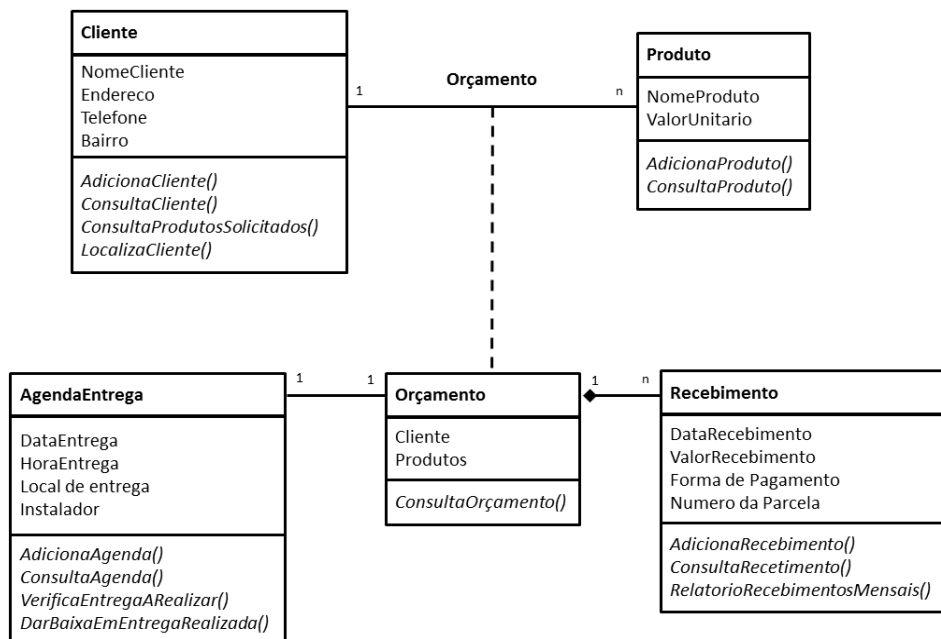 Cliente
NomeCliente
Endereco
Telefone
Bairro
AdicionaCliente()
ConsultaCliente()
ConsultaProdutosSolicitados()
LocalizaCliente()
1
Orçamento
n
Produto
NomeProduto
ValorUnitario
AdicionaProduto()
ConsultaProduto()
AgendaEntrega
DataEntrega
HoraEntrega
Local de entrega
Instalador
AdicionaAgenda()
ConsultaAgenda()
VerificaEntregaARealizar()
DarBaixaEmEntregaRealizada()
1
1
Orçamento
Cliente
Produtos
ConsultaOrçamento()
1
n
Recebimento
DataRecebimento
ValorRecebimento
Forma de Pagamento
Numero da Parcela
AdicionaRecebimento()
ConsultaRecetimento()
RelatorioRecebimentosMensais()